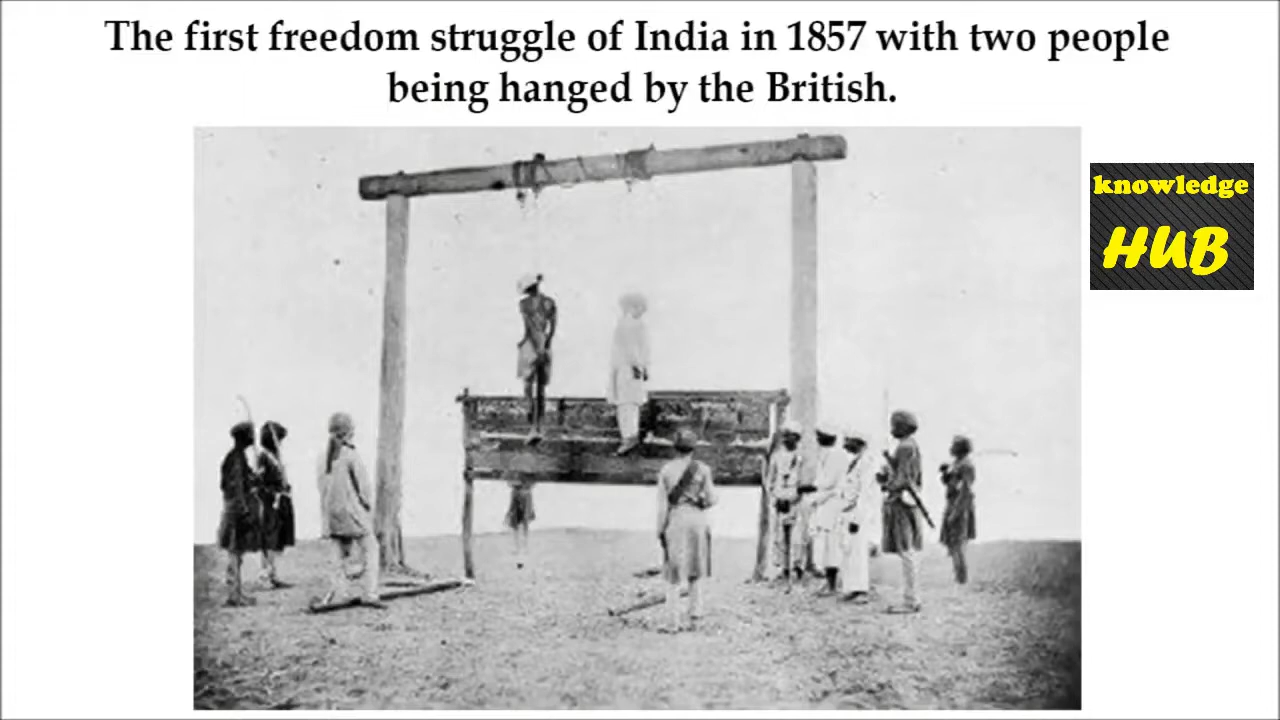 The first freedom struggle of India in 1857 with two people
being hanged by the British.
knowledge
HUB